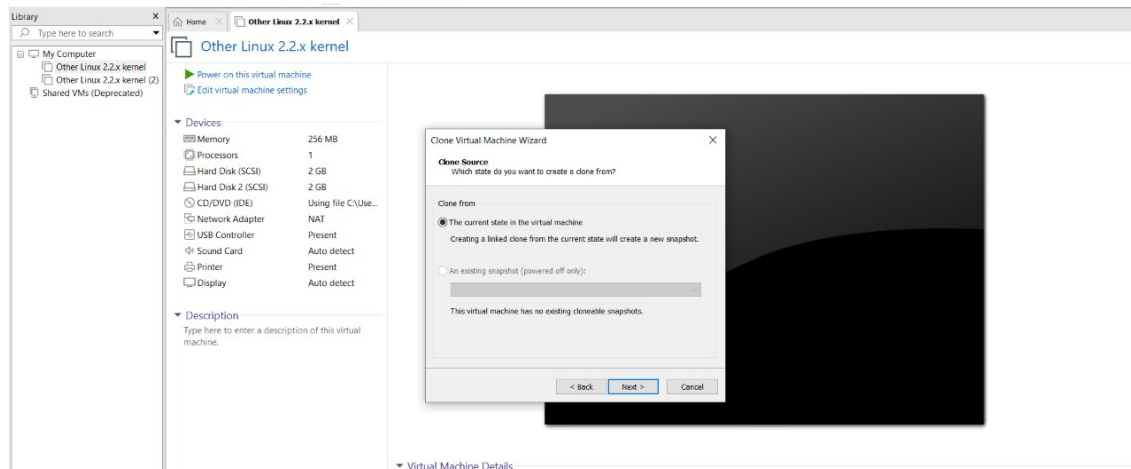 Library X
Type here to search
My Computer
Other Linux 2.2.x kernel
Other Linux 2.2.x kernel (2)
Shared VMs (Deprecated)
Home
Other Linux 2.2.x kernel
Other Linux 2.2.x kernel
Power on this virtual machine
Edit virtual machine settings
Devices
Memory 256 MB
Processors 1
Hard Disk (SCSI) 2 GB
Hard Disk 2 (SCSI) 2 GB
CD/DVD (IDE) Using file C:\Use...
Network Adapter NAT
USB Controller Present
Sound Card Auto detect
Printer Present
Display Auto detect
Description
Type here to enter a description of this virtual
machine.
Clone Virtual Machine Wizard
Clone Source
Which state do you want to create a clone from?
Clone from
The current state in the virtual machine
Creating a linked clone from the current state will create a new snapshot.
An existing snapshot (powered off only):
This virtual machine has no existing cloneable snapshots.
< Back Next > Cancel
Virtual Machine Details